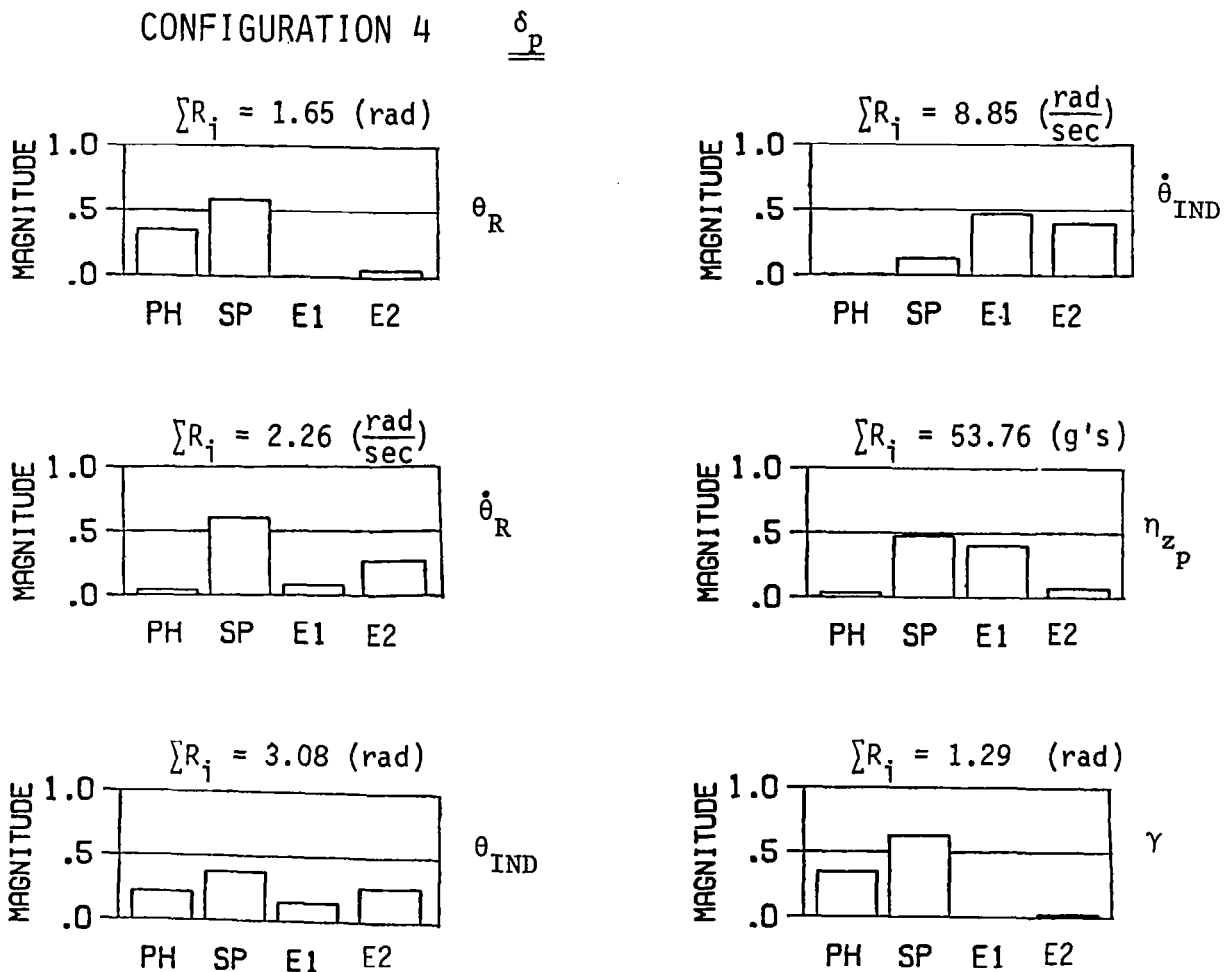 CONFIGURATION 4 δp
∑Ri = 1.65 (rad)
MAGNITUDE
1.0
.5
.0
PH SP E1 E2
θR
∑Ri = 8.85 (rad/sec)
MAGNITUDE
1.0
.5
.0
PH SP E1 E2
θ̇IND
∑Ri = 2.26 (rad/sec)
MAGNITUDE
1.0
.5
.0
PH SP E1 E2
θ̇R
∑Ri = 53.76 (g's)
MAGNITUDE
1.0
.5
.0
PH SP E1 E2
ηzp
∑Ri = 3.08 (rad)
MAGNITUDE
1.0
.5
.0
PH SP E1 E2
θIND
∑Ri = 1.29 (rad)
MAGNITUDE
1.0
.5
.0
PH SP E1 E2
γ